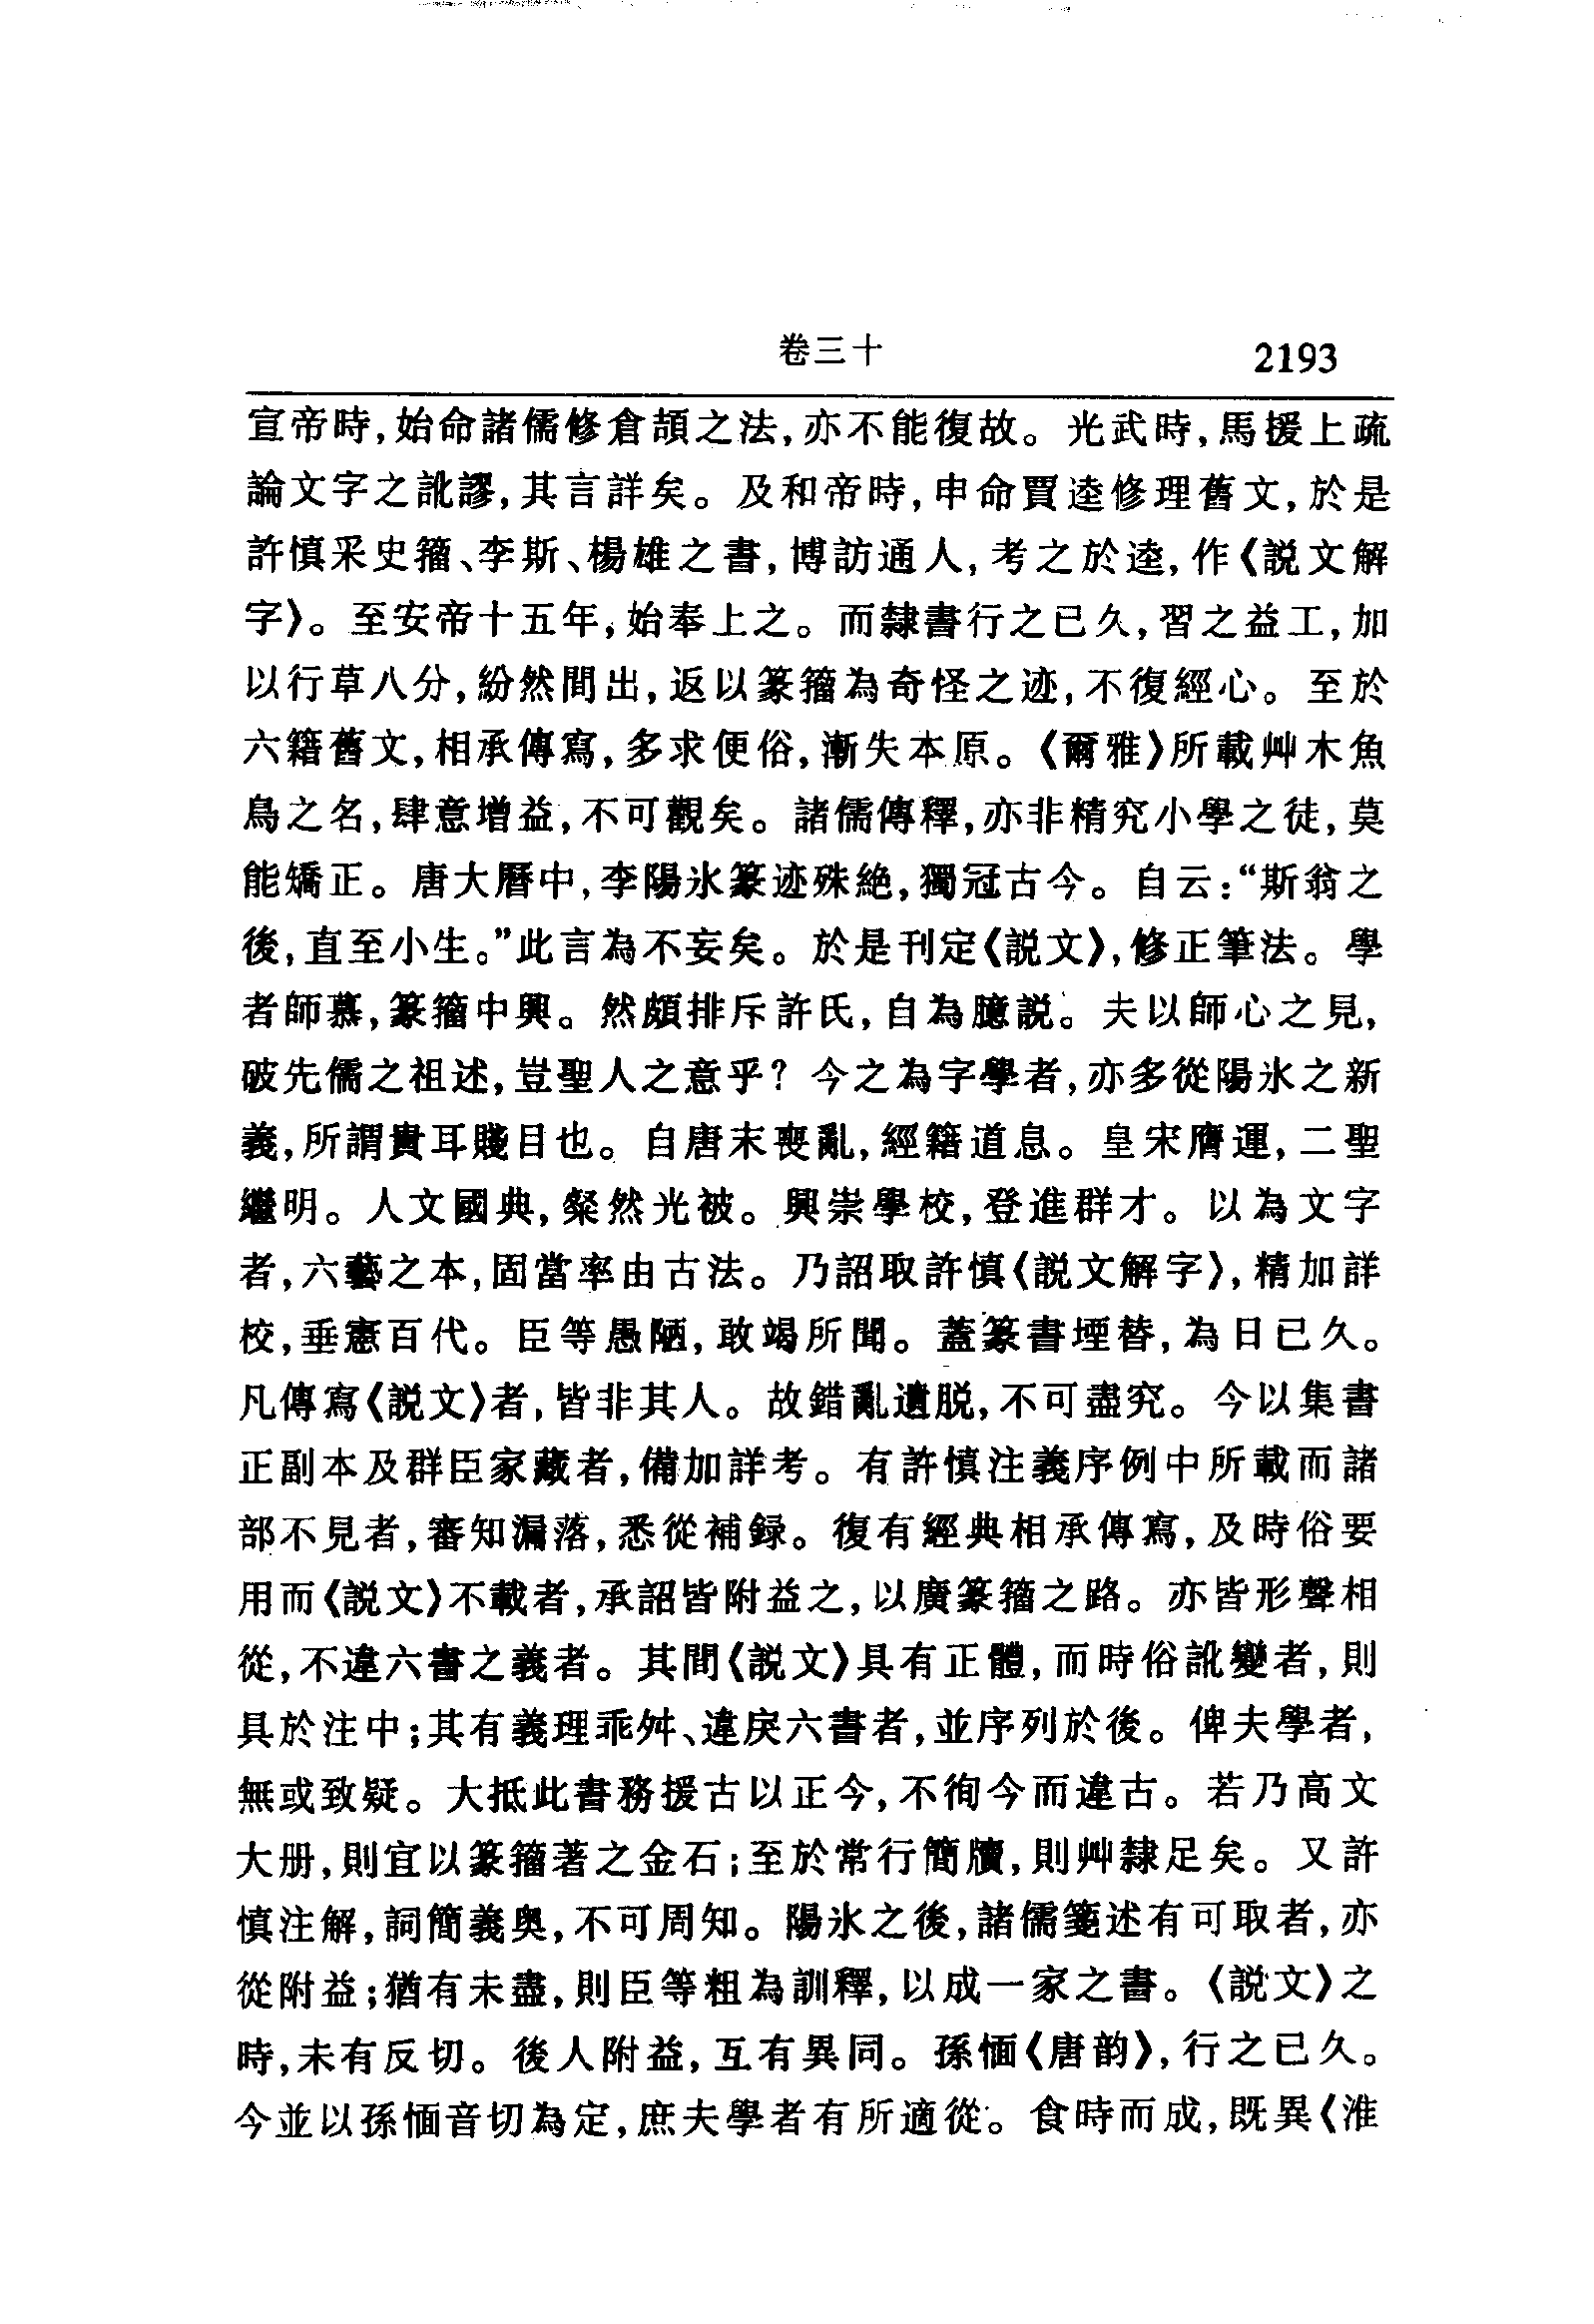 卷三十
2193
宣帝時,始命諸儒修倉頡之法,亦不能復故。光武時,馬援上疏
論文字之訛謬,其言詳矣。及和帝時,申命賈逵修理舊文,於是
許慎采史籀、李斯、楊雄之書,博訪通人,考之於逵,作《説文解
字》。至安帝十五年,始奉上之。而隸書行之已久,習之益工,加
以行草八分,紛然間出,返以篆籀為奇怪之迹,不復經心。至於
六籍舊文,相承傳寫,多求便俗,漸失本原。《爾雅》所載艸木魚
鳥之名,肆意增益,不可觀矣。諸儒傳釋,亦非精究小學之徒,莫
能矯正。唐大曆中,李陽氷篆迹殊絶,獨冠古今。自云:“斯翁之
後,直至小生。”此言為不妄矣。於是刊定《説文》,修正筆法。學
者師慕,篆籀中興。然頗排斥許氏,自為臆説。夫以師心之見,
破先儒之祖述,豈聖人之意乎?今之為字學者,亦多從陽氷之新
義,所謂貴耳賤目也。自唐末喪亂,經籍道息。皇宋膺運,二聖
繼明。人文國典,粲然光被。興崇學校,登進群才。以為文字
者,六藝之本,固當率由古法。乃詔取許慎《説文解字》,精加詳
校,垂憲百代。臣等愚陋,敢竭所聞。蓋篆書堙替,為日已久。
凡傳寫《説文》者,皆非其人。故錯亂遺脱,不可盡究。今以集書
正副本及群臣家藏者,備加詳考。有許慎注義序例中所載而諸
部不見者,審知漏落,悉從補録。復有經典相承傳寫,及時俗要
用而《説文》不載者,承詔皆附益之,以廣篆籀之路。亦皆形聲相
從,不違六書之義者。其間《説文》具有正體,而時俗訛變者,則
具於注中;其有義理乖舛、違戾六書者,並序列於後。俾夫學者,
無或致疑。大抵此書務援古以正今,不徇今而違古。若乃高文
大册,則宜以篆籀著之金石;至於常行簡牘,則艸隸足矣。又許
慎注解,詞簡義奥,不可周知。陽氷之後,諸儒箋述有可取者,亦
從附益;猶有未盡,則臣等粗為訓釋,以成一家之書。《説文》之
時,未有反切。後人附益,互有異同。孫愐《唐韵》,行之已久。
今並以孫愐音切為定,庶夫學者有所適從。食時而成,既異《淮